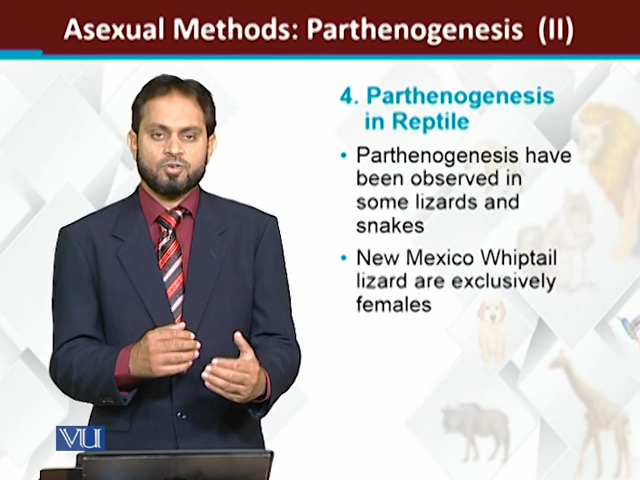 Asexual Methods: Parthenogenesis (II)
4. Parthenogenesis
in Reptile
• Parthenogenesis have
been observed in
some lizards and
snakes
• New Mexico Whiptail
lizard are exclusively
females
VU